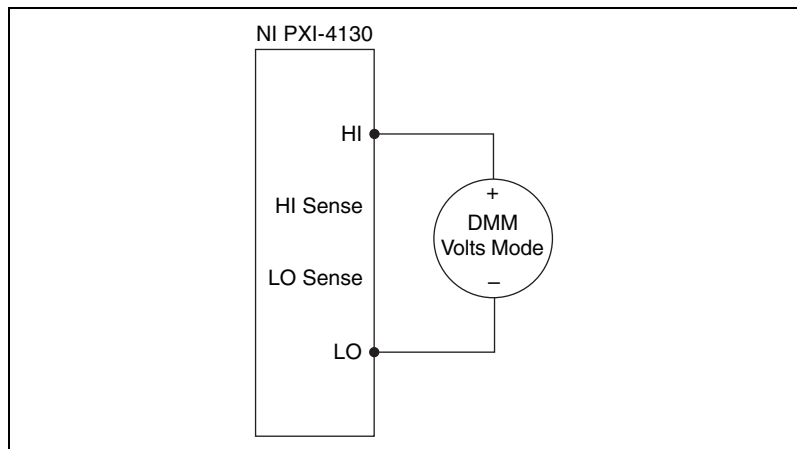 NI PXI-4130
HI
HI Sense
LO Sense
LO
+
DMM
Volts Mode
–